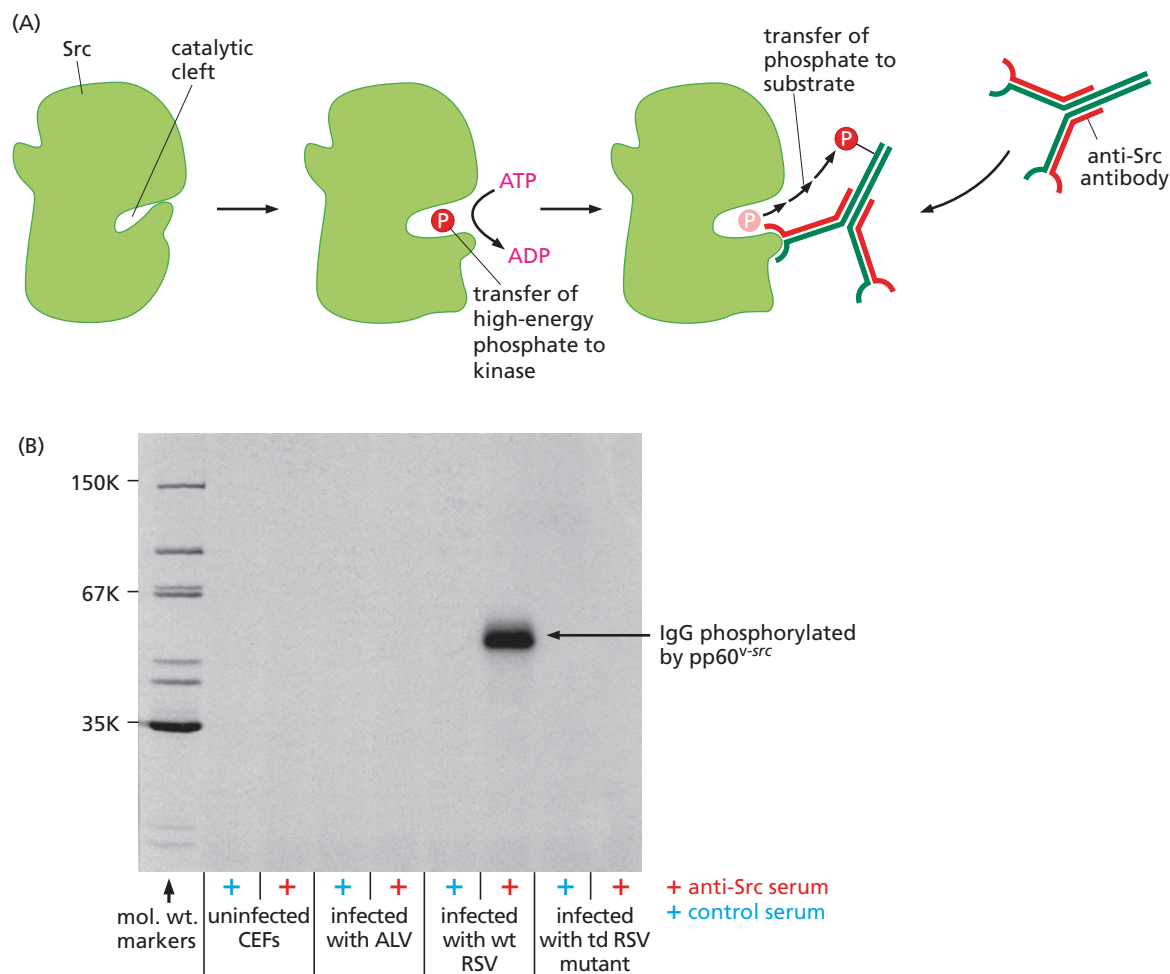 (A)
Src
catalytic
cleft
ATP
P
ADP
transfer of
high-energy
phosphate to
kinase
transfer of
phosphate to
substrate
P
P
anti-Src
antibody
(B)
150K
67K
35K
IgG phosphorylated
by pp60v-src
+ + + + + + + +
+ anti-Src serum
+ control serum
mol. wt.
markers
uninfected
CEFs
infected
with ALV
infected
with wt
RSV
infected
with td RSV
mutant